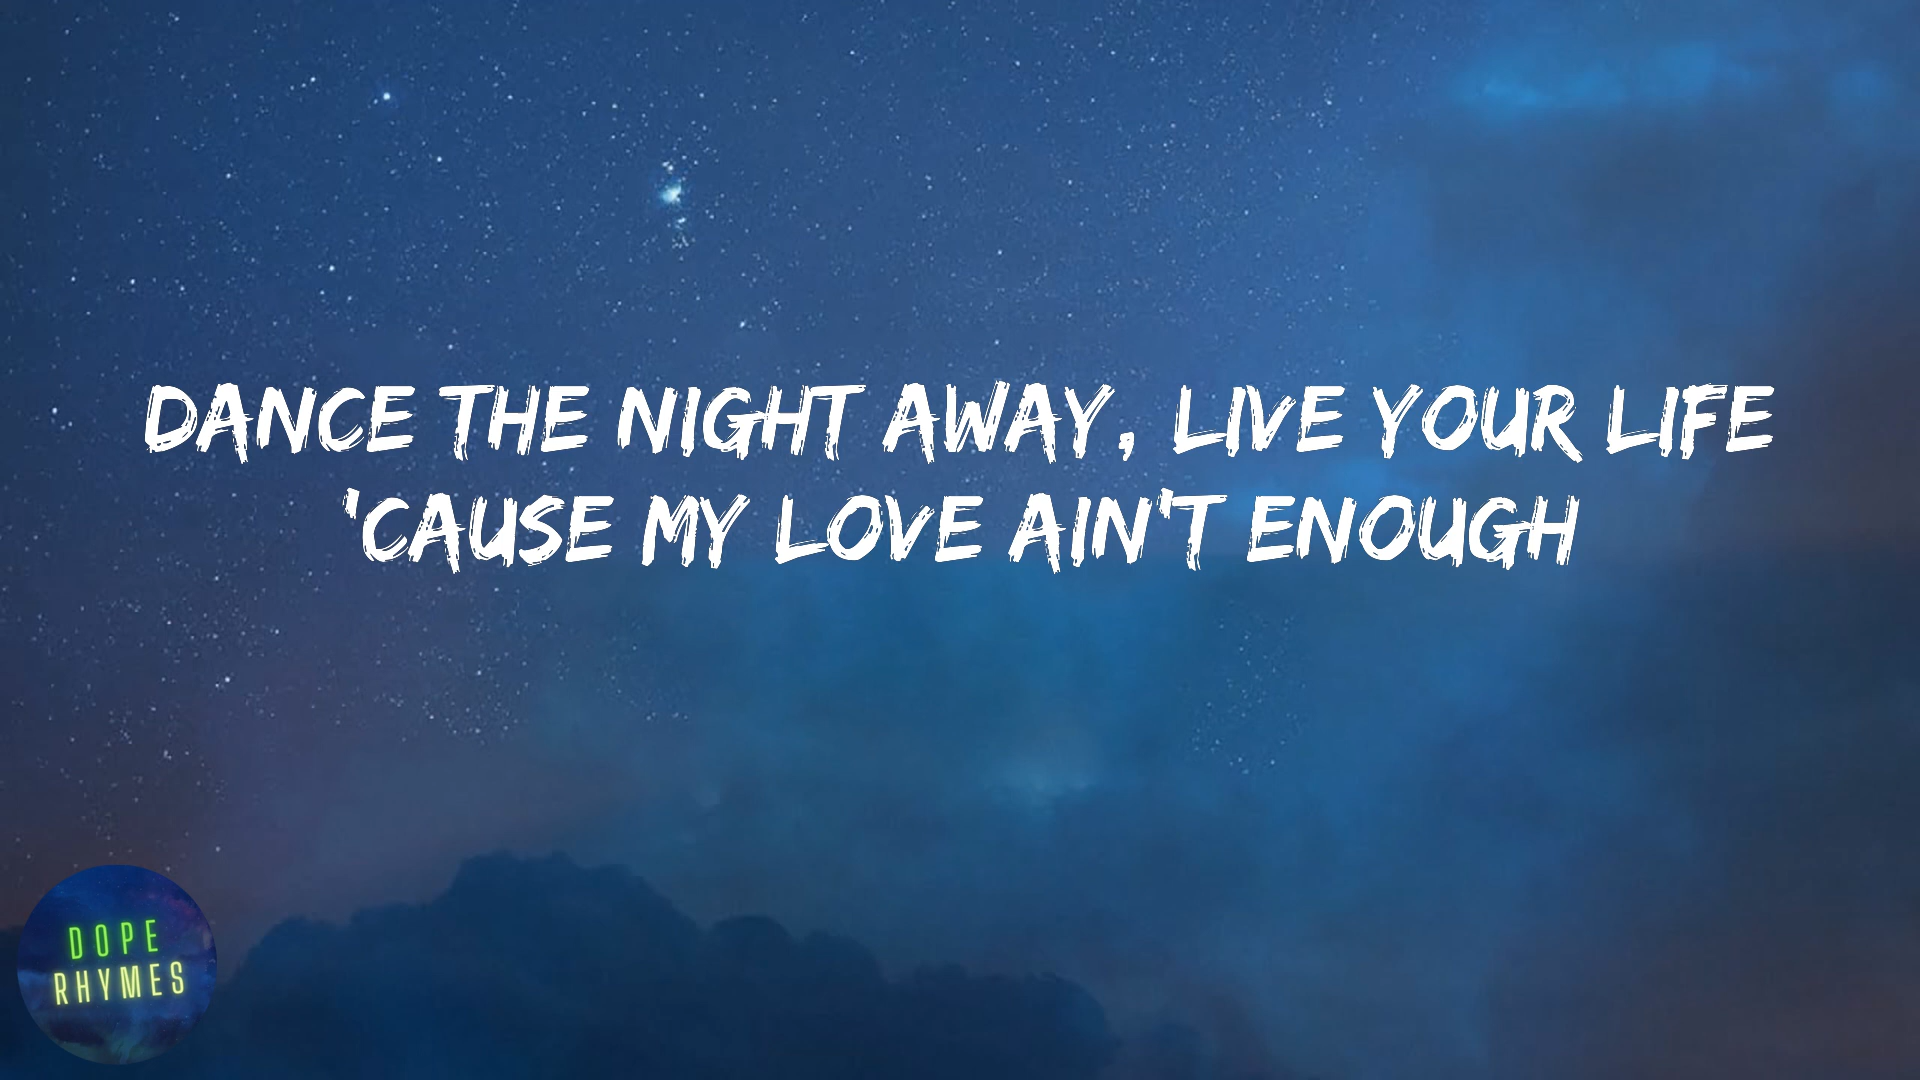 DANCE THE NIGHT AWAY, LIVE YOUR LIFE
'CAUSE MY LOVE AIN'T ENOUGH
DOPE
RHYMES